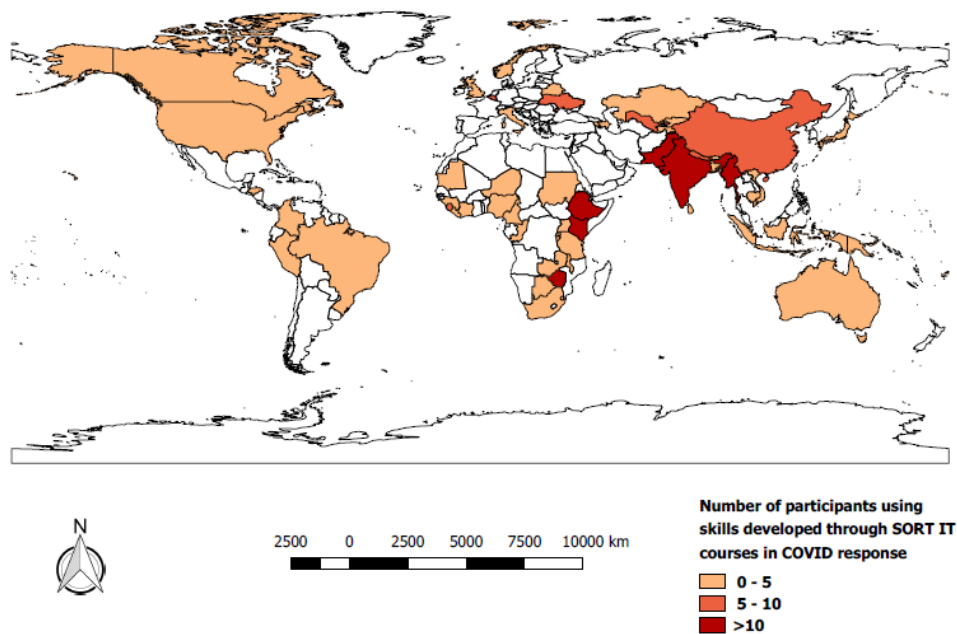 N
2500 0 2500 5000 7500 10000 km
Number of participants using
skills developed through SORT IT
courses in COVID response
0 - 5
5 - 10
>10